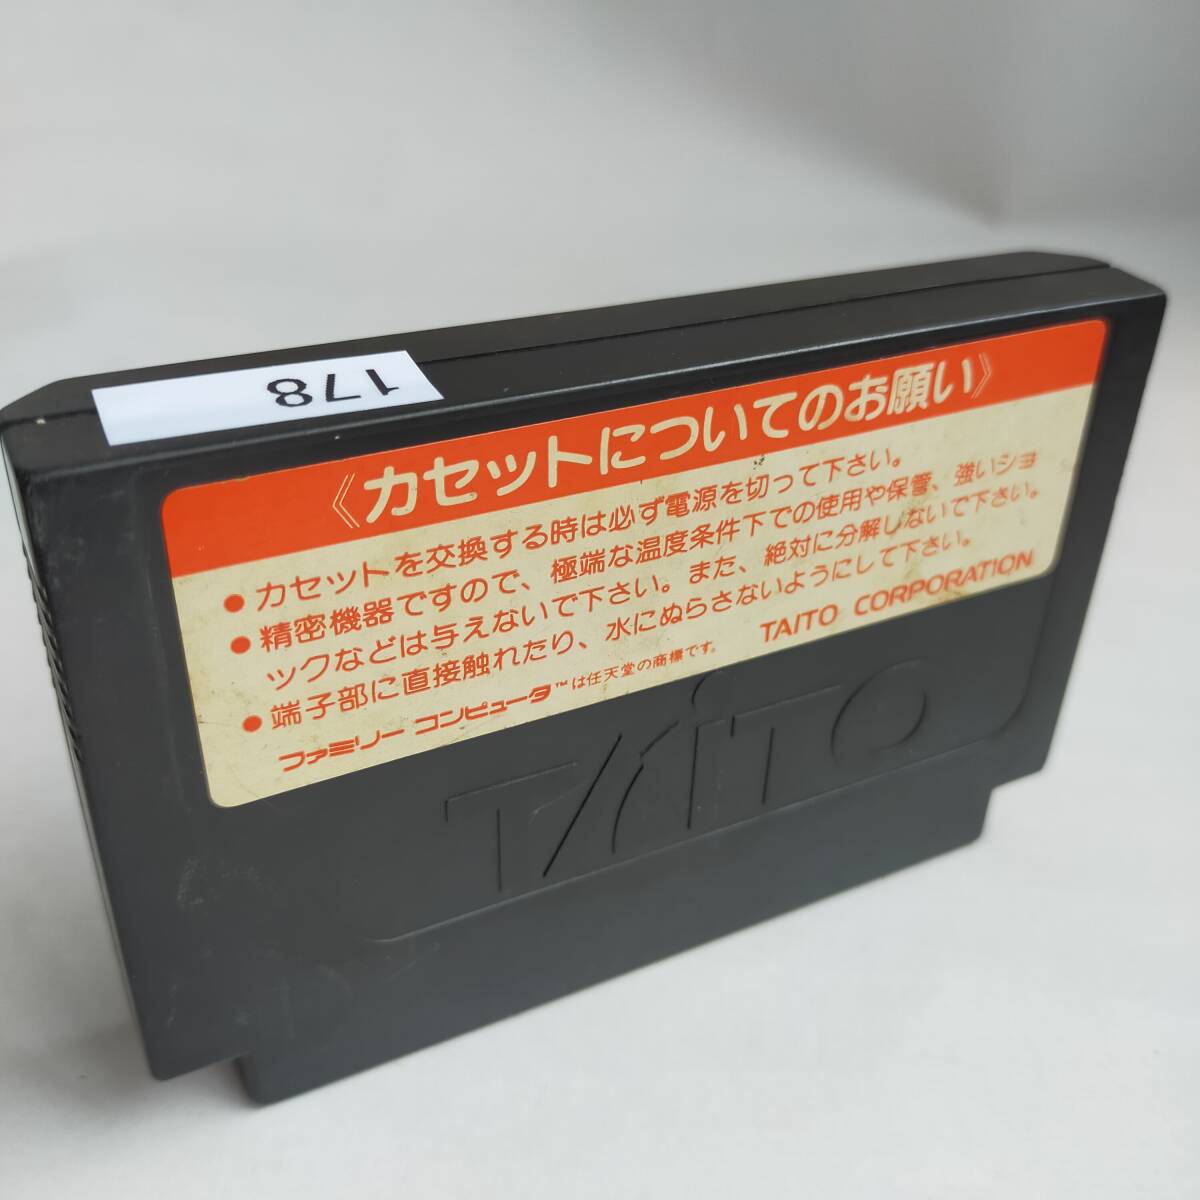 178
《カセットについてのお願い》
●カセットを交換する時は必ず電源を切って下さい。
●精密機器ですので、極端な温度条件下での使用や保管、強いショ
ックなどは与えないで下さい。また、絶対に分解しないで下さい。
●端子部に直接触れたり、水にぬらさないようにして下さい。
ファミリー コンピュータ™は任天堂の商標です。
TAITO CORPORATION
TAITO